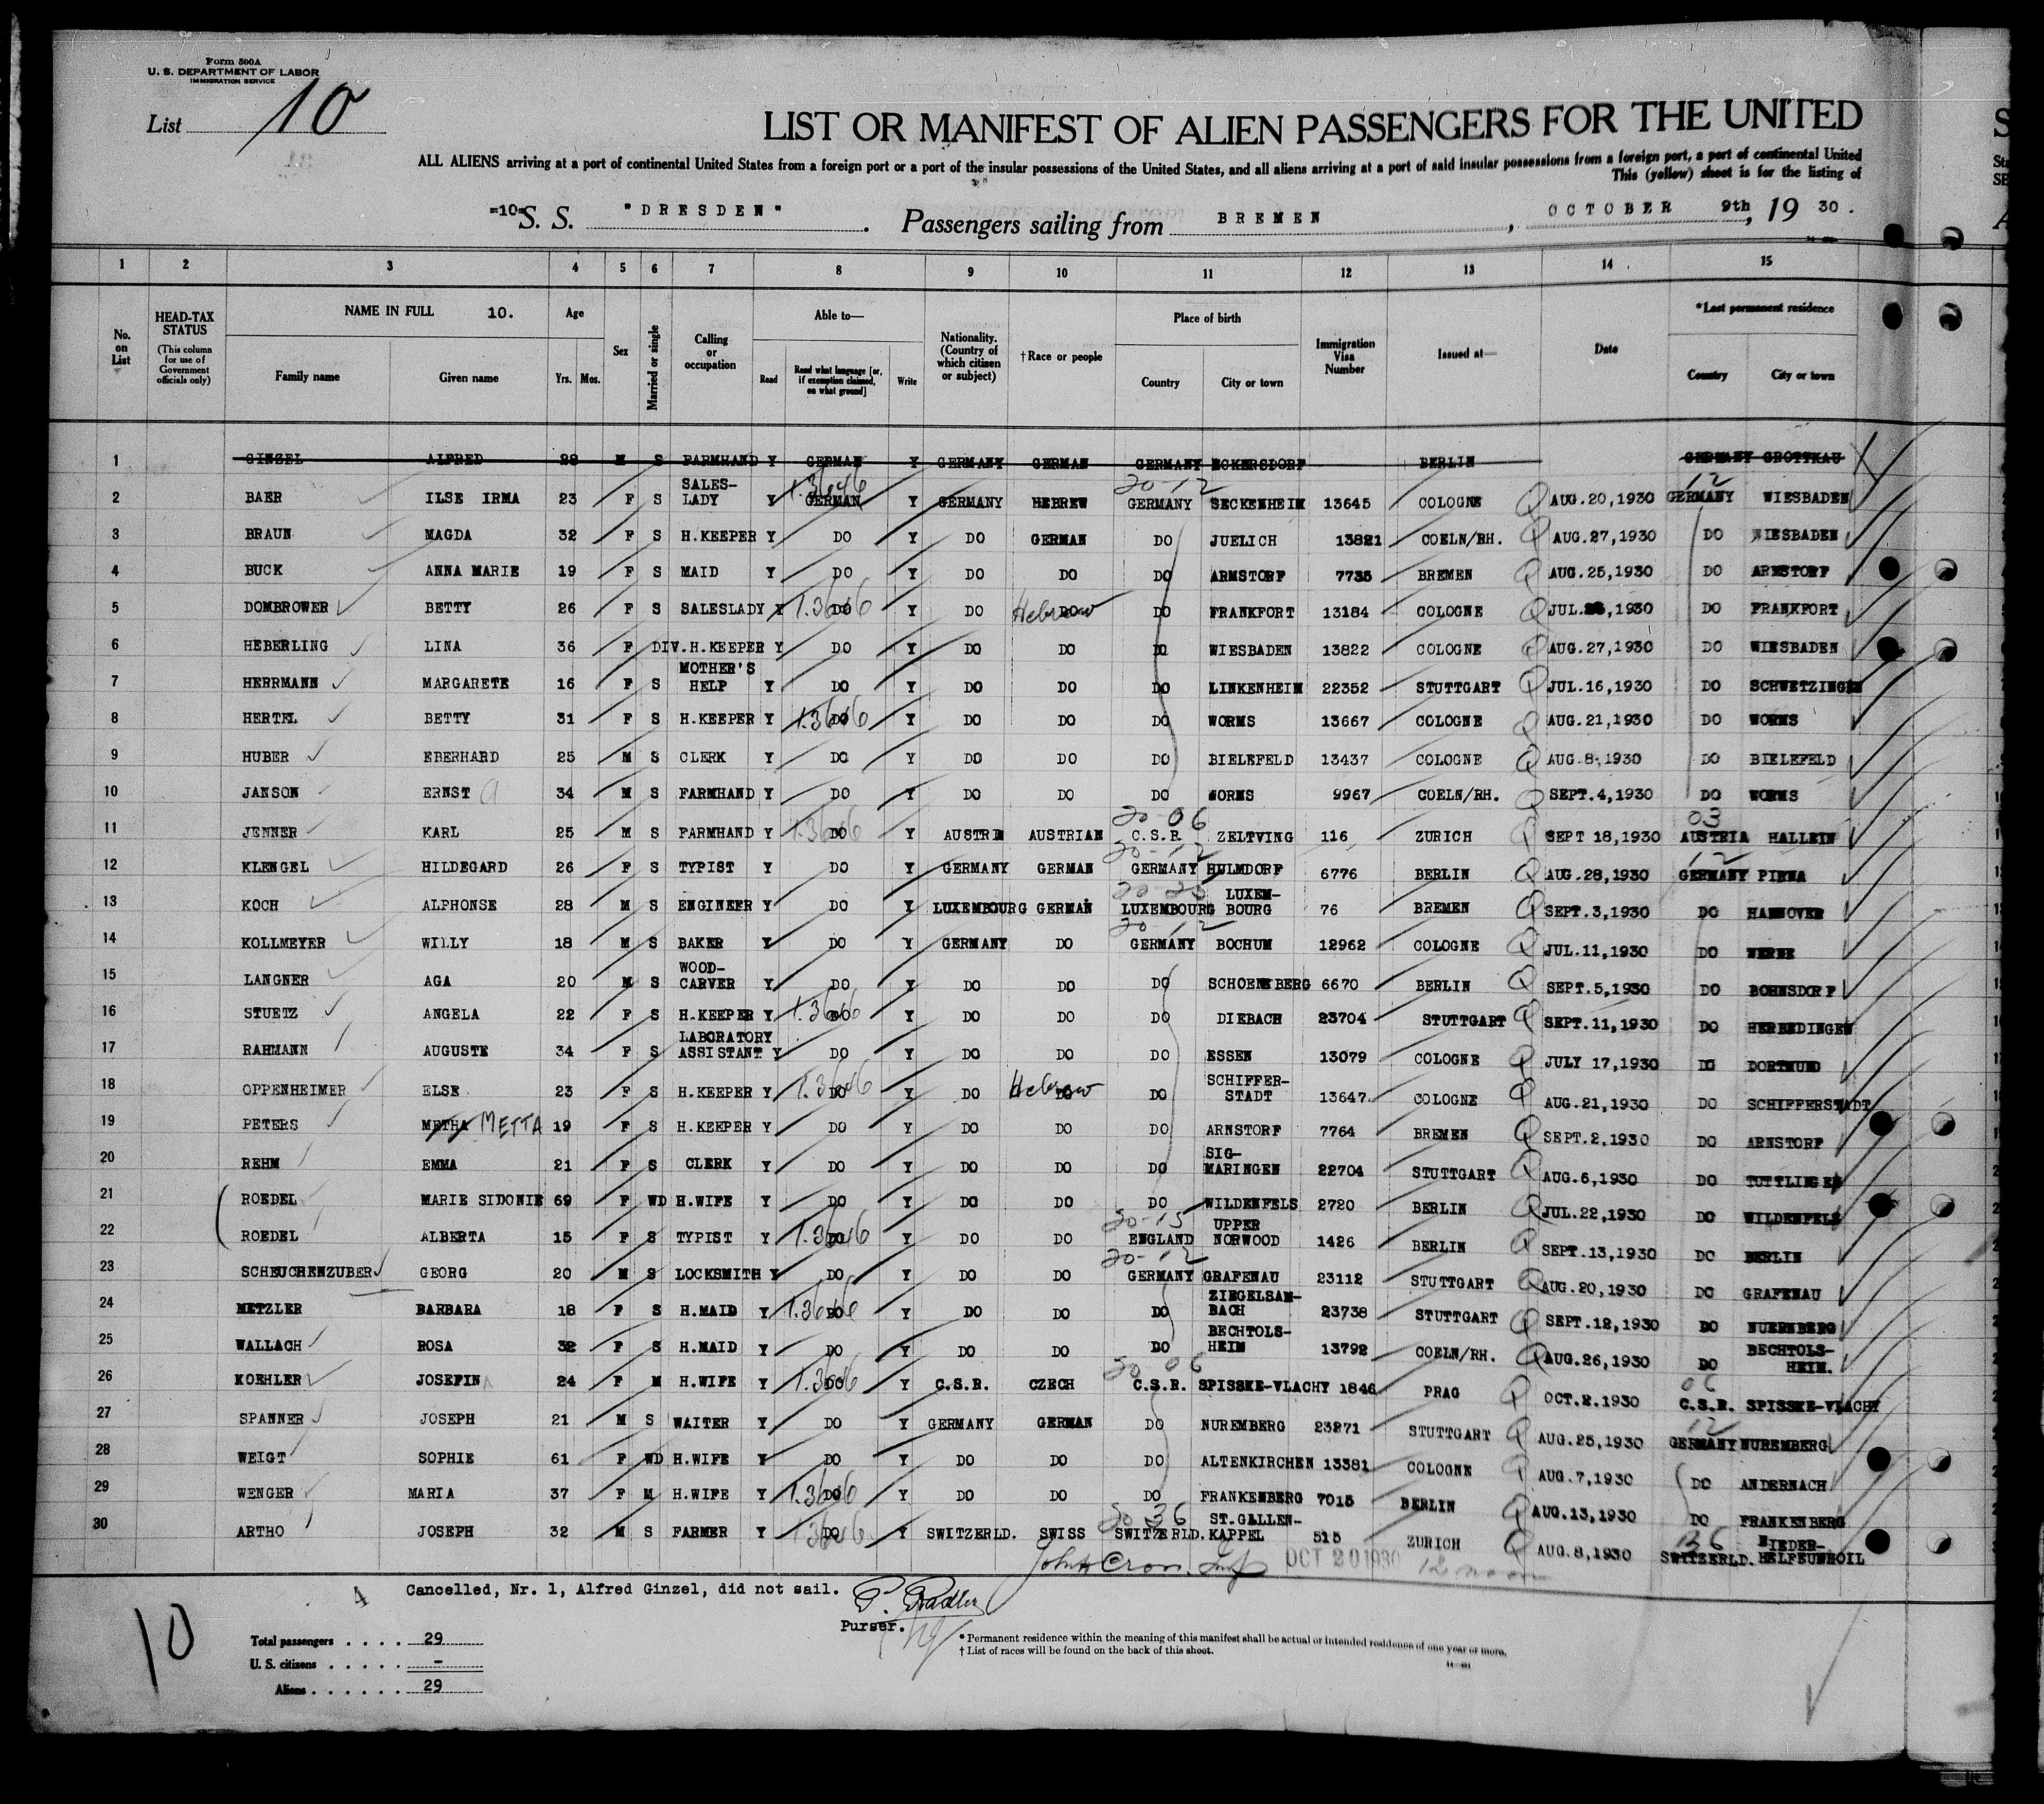 Form 500A
U. S. DEPARTMENT OF LABOR
IMMIGRATION SERVICE
List 10
LIST OR MANIFEST OF ALIEN PASSENGERS FOR THE UNITED
ALL ALIENS arriving at a port of continental United States from a foreign port or a port of the insular possessions of the United States, and all aliens arriving at a port of said insular possessions from a foreign port, a port of continental United
This (yellow) sheet is for the listing of
=10= S. S. "DRESDEN" . Passengers sailing from BREMEN , OCTOBER 9th, 19 30.
1 2 3 4 5 6 7 8 9 10 11 12 13 14 15
No. on List HEAD-TAX STATUS (This column for use of Government officials only) NAME IN FULL 10. Family name Given name Age Yrs. Mos. Sex Married or single Calling or occupation Able to— Read Read what language [or, if exemption claimed, on what ground] Write Nationality. (Country of which citizen or subject) †Race or people Place of birth Country City or town Immigration Visa Number Issued at— Date *Last permanent residence Country City or town
1 GINZEL ALFRED 28 M S FARMHAND Y GERMAN Y GERMANY GERMAN GERMANY ECKERSDORF BERLIN GERMANY GROTTKAU
2 BAER ILSE IRMA 23 F S SALES-LADY Y GERMAN Y GERMANY HEBREW GERMANY SECKENHEIM 13645 COLOGNE AUG.20,1930 GERMANY WIESBADEN
3 BRAUN MAGDA 32 F S H.KEEPER Y DO Y DO GERMAN DO JUELICH 13821 COELN/RH. AUG.27,1930 DO WIESBADEN
4 BUCK ANNA MARIE 19 F S MAID Y DO Y DO DO DO ARMSTORF 7735 BREMEN AUG.25,1930 DO ARMSTORF
5 DOMBROWER BETTY 26 F S SALESLADY Y DO Y DO DO Hebrew DO FRANKFORT 13184 COLOGNE JUL. ,1930 DO FRANKFORT
6 HEBERLING LINA 36 F DIV. H.KEEPER Y DO Y DO DO DO WIESBADEN 13822 COLOGNE AUG.27,1930 DO WIESBADEN
7 HERRMANN MARGARETE 16 F S MOTHER'S HELP Y DO Y DO DO DO LINKENHEIM 22352 STUTTGART JUL.16,1930 DO SCHWETZINGEN
8 HERTEL BETTY 31 F S H.KEEPER Y DO Y DO DO DO WORMS 13667 COLOGNE AUG.21,1930 DO WORMS
9 HUBER EBERHARD 25 M S CLERK Y DO Y DO DO DO BIELEFELD 13437 COLOGNE AUG.8,1930 DO BIELEFELD
10 JANSON ERNST 34 M S FARMHAND Y DO Y DO DO DO WORMS 9967 COELN/RH. SEPT.4,1930 DO WORMS
11 JENNER KARL 25 M S FARMHAND Y DO Y AUSTRIA AUSTRIAN C.S.R. ZELTVING 116 ZURICH SEPT 18,1930 AUSTRIA HALLEIN
12 KLENGEL HILDEGARD 26 F S TYPIST Y DO Y GERMANY GERMAN GERMANY HULMDORF 6776 BERLIN AUG.28,1930 GERMANY PIRNA
13 KOCH ALPHONSE 28 M S ENGINEER Y DO Y LUXEMBOURG GERMAN LUXEMBOURG LUXEM-BOURG 76 BREMEN SEPT.3,1930 DO HANNOVER
14 KOLLMEYER WILLY 18 M S BAKER Y DO Y GERMANY DO GERMANY BOCHUM 12962 COLOGNE JUL.11,1930 DO WERNE
15 LANGNER AGA 20 M S WOOD-CARVER Y DO Y DO DO DO SCHOENEBERG 6670 BERLIN SEPT.5,1930 DO BOHNSDORF
16 STUETZ ANGELA 22 F S H.KEEPER Y DO Y DO DO DO DIEBACH 23704 STUTTGART SEPT.11,1930 DO HERBEDINGEN
17 RAHMANN AUGUSTE 34 F S LABORATORY ASSISTANT Y DO Y DO DO DO ESSEN 13079 COLOGNE JULY 17,1930 DO DORTMUND
18 OPPENHEIMER ELSE 23 F S H.KEEPER Y DO Y DO DO Hebrew DO SCHIFFER-STADT 13647 COLOGNE AUG.21,1930 DO SCHIFFERSTADT
19 PETERS METHA METTA 19 F S H.KEEPER Y DO Y DO DO DO ARNSTORF 7764 BREMEN SEPT.2,1930 DO ARNSTORF
20 REHM EMMA 21 F S CLERK Y DO Y DO DO DO SIG-MARINGEN 22704 STUTTGART AUG.5,1930 DO TUTTLINGEN
21 ROEDEL MARIE SIDONIE 69 F WD H.WIFE Y DO Y DO DO DO WILDENFELS 2720 BERLIN JUL.22,1930 DO WILDENFELS
22 ROEDEL ALBERTA 15 F S TYPIST Y DO Y DO DO ENGLAND UPPER NORWOOD 1426 BERLIN SEPT.13,1930 DO BERLIN
23 SCHEUCHENZUBER GEORG 20 M S LOCKSMITH Y DO Y DO DO GERMANY GRAFENAU 23112 STUTTGART AUG.20,1930 DO GRAFENAU
24 METZLER BARBARA 18 F S H.MAID Y DO Y DO DO DO ZIEGELSAM-BACH 23738 STUTTGART SEPT.12,1930 DO NUERNBERG
25 WALLACH ROSA 32 F S H.MAID Y DO Y DO DO DO BECHTOLS-HEIM 13792 COELN/RH. AUG.26,1930 DO BECHTOLS-HEIM.
26 KOEHLER JOSEFIN 24 F M H.WIFE Y DO Y C.S.R. CZECH C.S.R. SPISSKE-VLACHY 1846 PRAG OCT.2.1930 C.S.R. SPISSKE-VLACHY
27 SPANNER JOSEPH 21 M S WAITER Y DO Y GERMANY GERMAN DO NUREMBERG 23271 STUTTGART AUG.25,1930 GERMANY NUREMBERG
28 WEIGT SOPHIE 61 F WD H.WIFE Y DO Y DO DO DO ALTENKIRCHEN 13381 COLOGNE AUG.7,1930 DO ANDERNACH
29 WENGER MARIA 37 F M H.WIFE Y DO Y DO DO DO FRANKENBERG 7015 BERLIN AUG.13,1930 DO FRANKENBERG
30 ARTHO JOSEPH 32 M S FARMER Y DO Y SWITZERLD. SWISS SWITZERLD. ST.GALLEN-KAPPEL 515 ZURICH AUG.8,1930 SWITZERLD. NIEDER-HELFEUWROIL
OCT 20 1930 12 noon
Cancelled, Nr. 1, Alfred Ginzel, did not sail.
Purser.
10
Total passengers . . . . 29
U. S. citizens . . . . . -
Aliens . . . . . . 29
* Permanent residence within the meaning of this manifest shall be actual or intended residence of one year or more.
† List of races will be found on the back of this sheet.